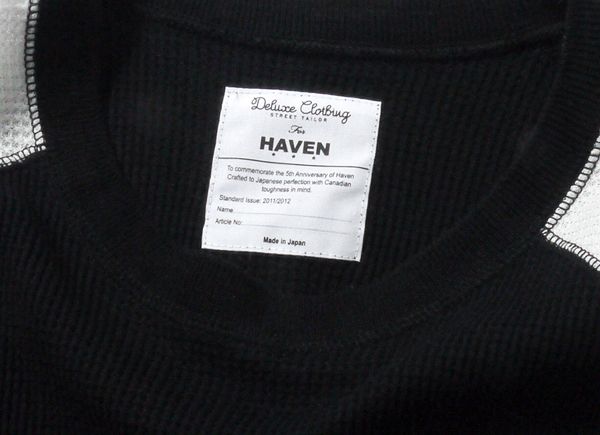 Deluxe Clothing
STREET TAILOR
For
HAVEN
To commemorate the 5th Anniversary of Haven
Crafted to Japanese perfection with Canadian
toughness in mind.
Standard Issue: 2011/2012
Name:
Article No:
Made in Japan